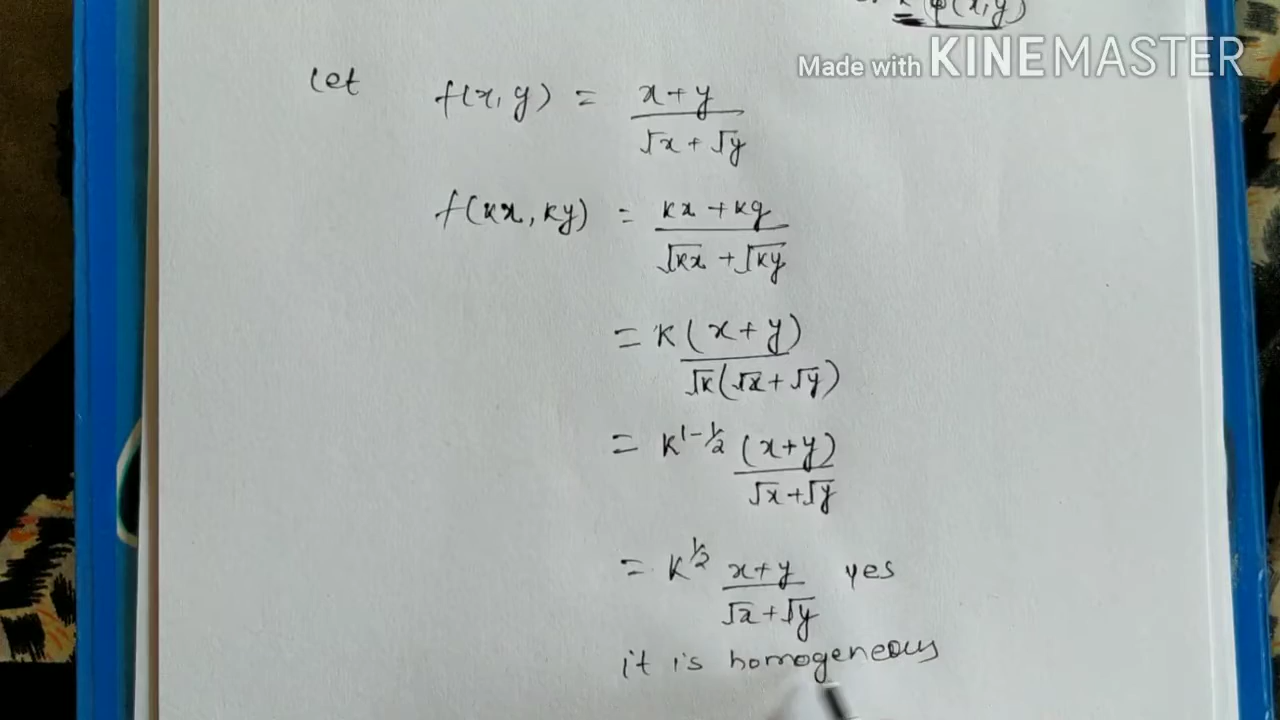 φ(x,y)
Made with KINEMASTER
let f(x,y) = x+y / √x+√y
f(kx,ky) = kx+ky / √kx+√ky
= k(x+y) / √k(√x+√y)
= k^1-1/2 (x+y) / √x+√y
= k^1/2 x+y / √x+√y yes
it is homogeneous